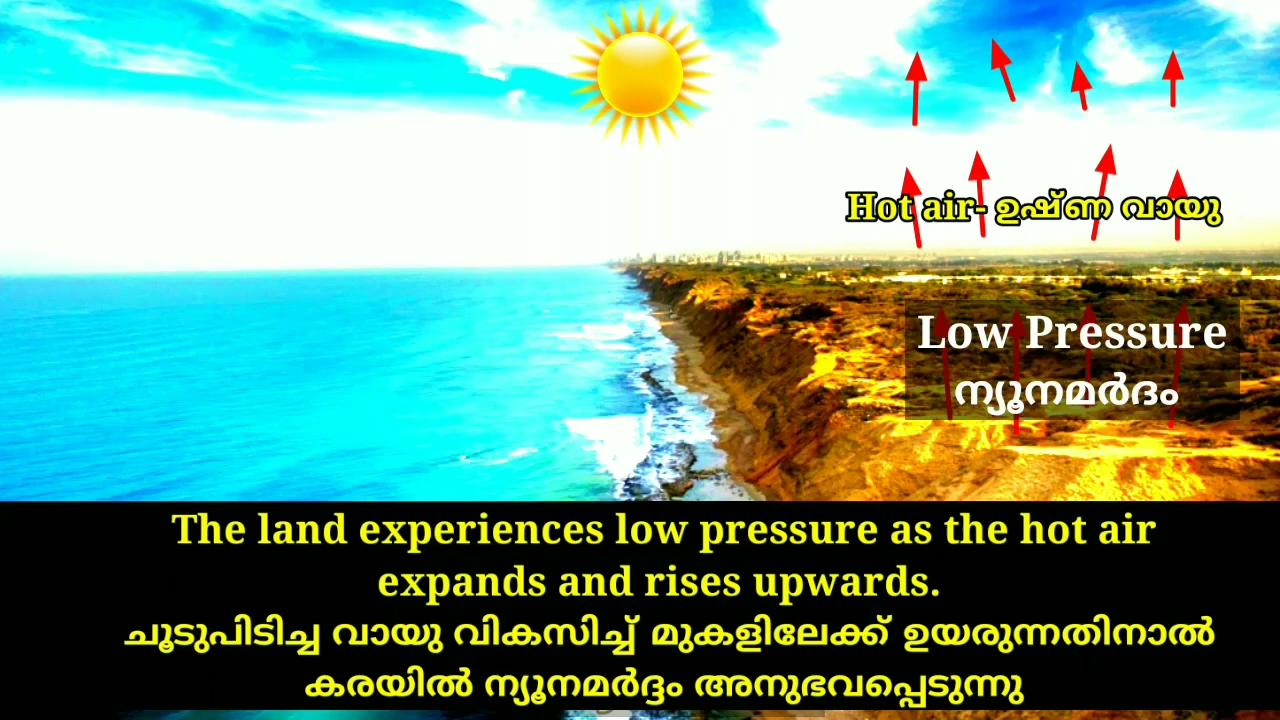 Hot air- ഉഷ്ണ വായു
Low Pressure
ന്യൂനമർദം
The land experiences low pressure as the hot air
expands and rises upwards.
ചൂടുപിടിച്ച വായു വികസിച്ച് മുകളിലേക്ക് ഉയരുന്നതിനാൽ
കരയിൽ ന്യൂനമർദ്ദം അനുഭവപ്പെടുന്നു